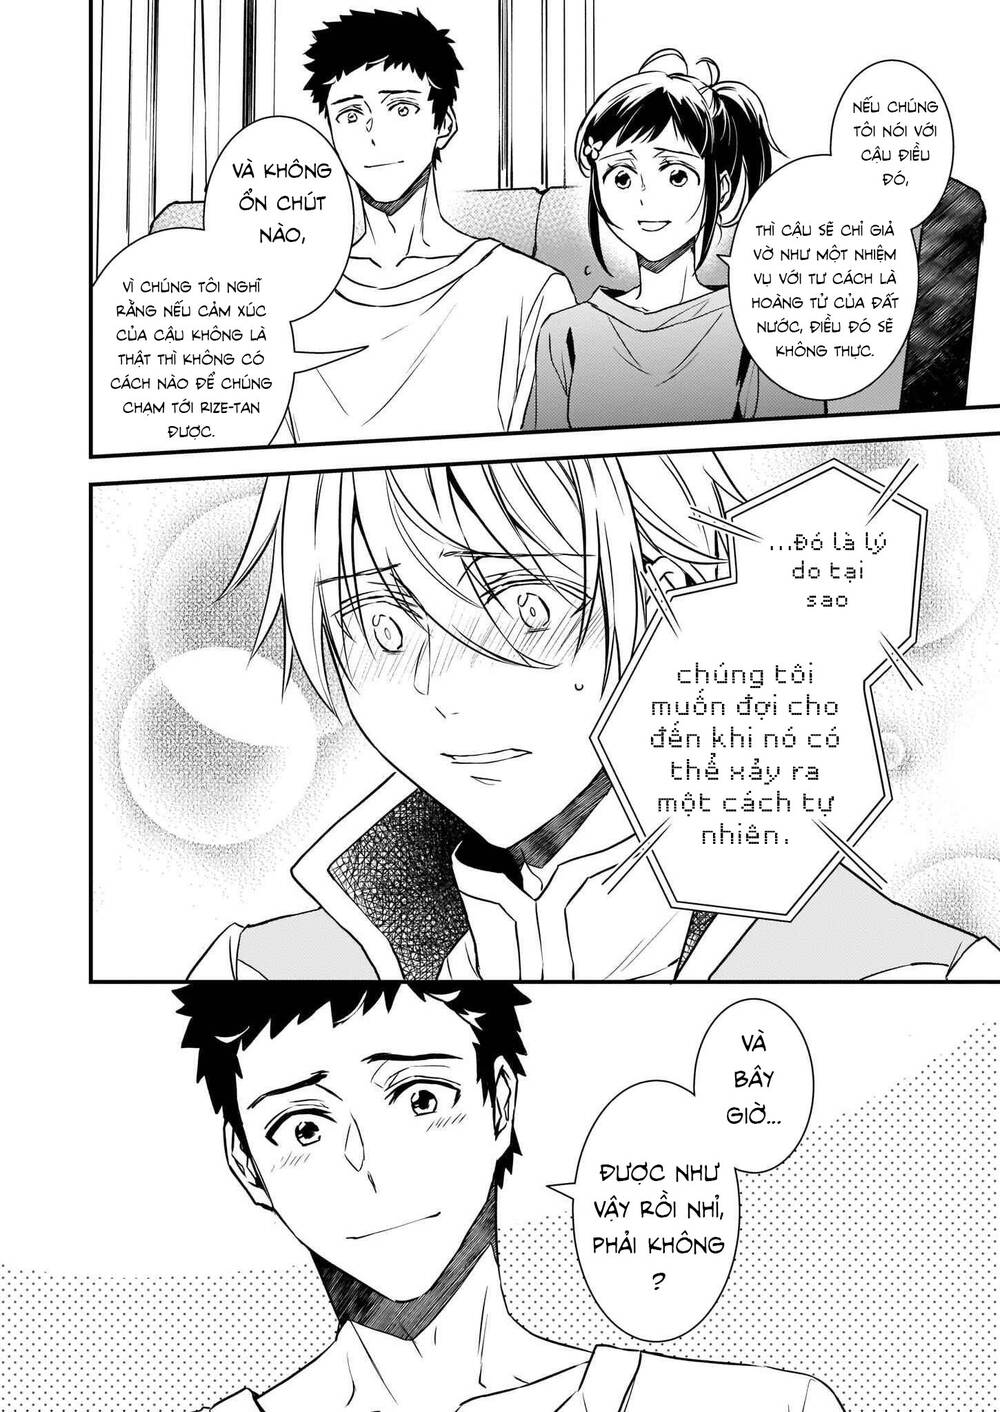 NẾU CHÚNG
TÔI NÓI VỚI
CẬU ĐIỀU
ĐÓ,
THÌ CẬU SẼ CHỈ GIẢ
VỜ NHƯ MỘT NHIỆM
VỤ VỚI TƯ CÁCH LÀ
HOÀNG TỬ CỦA ĐẤT
NƯỚC, ĐIỀU ĐÓ SẼ
KHÔNG THỰC.
VÀ KHÔNG
ỔN CHÚT
NÀO,
VÌ CHÚNG TÔI NGHĨ
RẰNG NẾU CẢM XÚC
CỦA CẬU KHÔNG LÀ
THẬT THÌ KHÔNG CÓ
CÁCH NÀO ĐỂ CHÚNG
CHẠM TỚI RIZE-TAN
ĐƯỢC.
...Đó là lý
do tại
sao
chúng tôi
muốn đợi cho
đến khi nó có
thể xảy ra
một cách tự
nhiên.
VÀ
BÂY
GIỜ...
ĐƯỢC NHƯ
VẬY RỒI NHỈ,
PHẢI KHÔNG
?